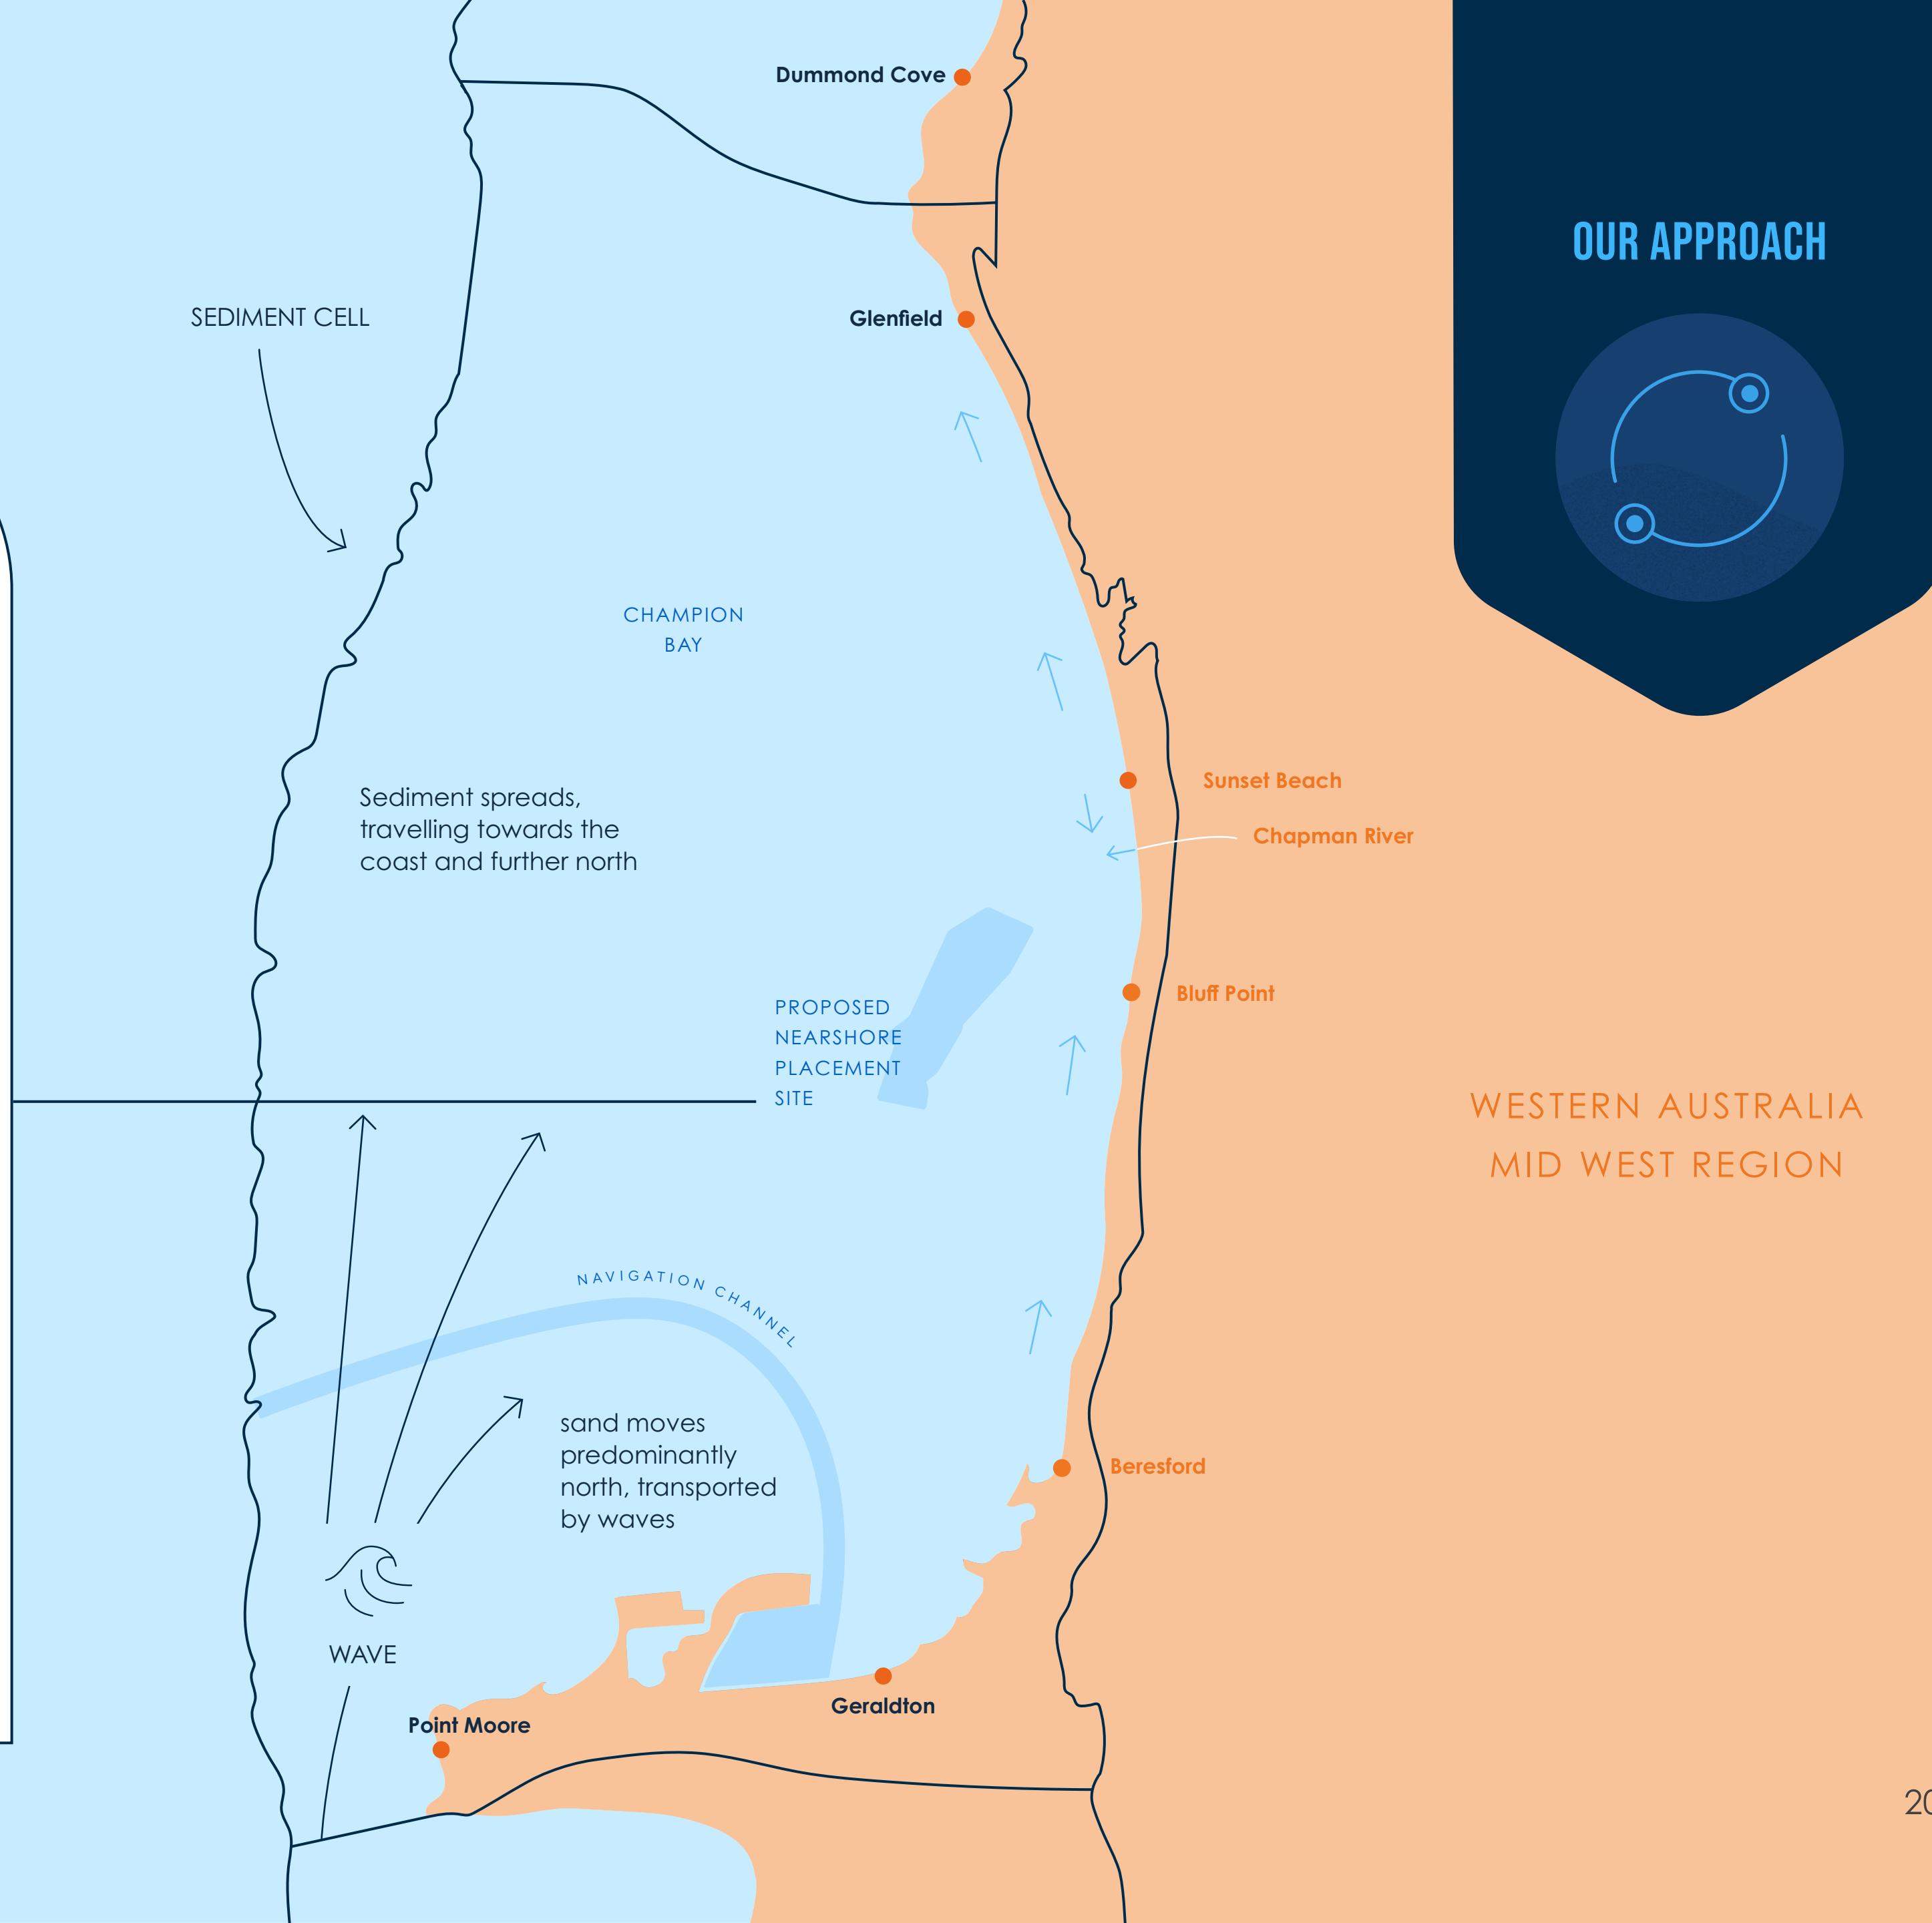 Dummond Cove
OUR APPROACH
SEDIMENT CELL
Glenfield
CHAMPION
BAY
Sunset Beach
Sediment spreads,
travelling towards the
coast and further north
Chapman River
Bluff Point
PROPOSED
NEARSHORE
PLACEMENT
SITE
WESTERN AUSTRALIA
MID WEST REGION
NAVIGATION CHANNEL
sand moves
predominantly
north, transported
by waves
Beresford
WAVE
Geraldton
Point Moore
20